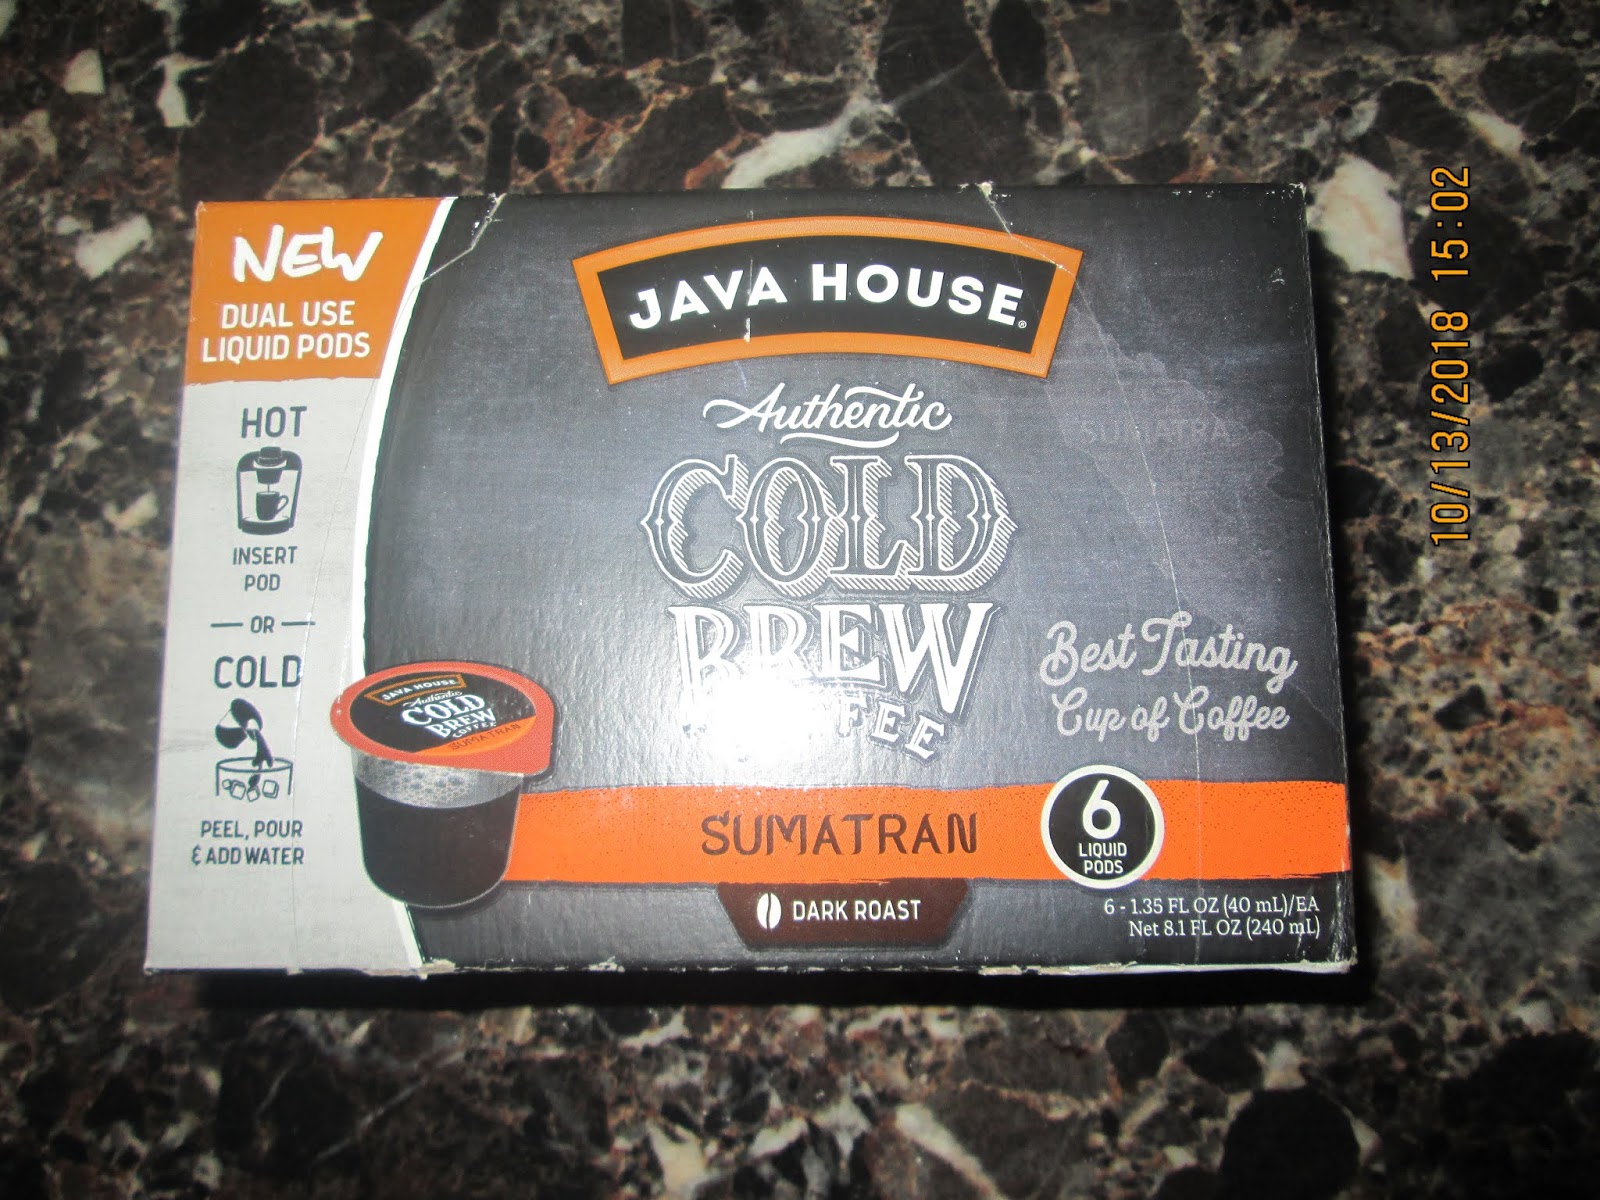 NEW
DUAL USE
LIQUID PODS
HOT
INSERT
POD
OR
COLD
PEEL, POUR
& ADD WATER
JAVA HOUSE®
Authentic
COLD
BREW
SUMATRA
Best Tasting
Cup of Coffee
JAVA HOUSE
Authentic
COLD
BREW
COFFEE
SUMATRAN
SUMATRAN
6
LIQUID
PODS
DARK ROAST
6 - 1.35 FL OZ (40 mL)/EA
Net 8.1 FL OZ (240 mL)
10/13/2018 15:02